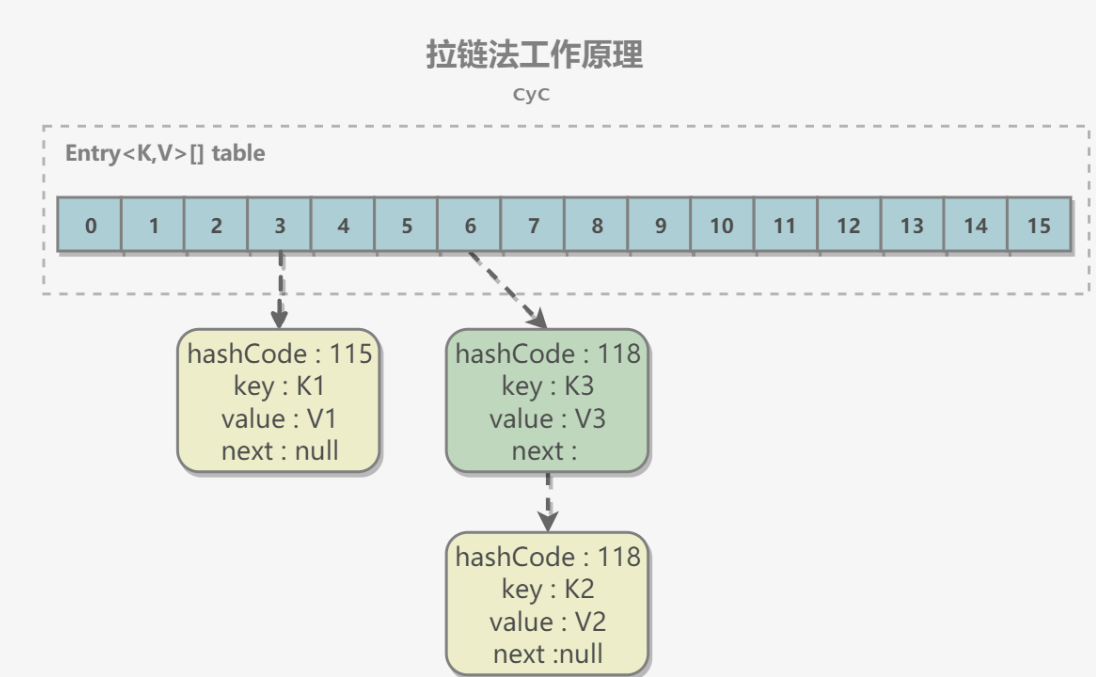 拉链法工作原理
CyC
Entry<K,V>[] table
0 1 2 3 4 5 6 7 8 9 10 11 12 13 14 15
hashCode : 115
key : K1
value : V1
next : null
hashCode : 118
key : K3
value : V3
next :
hashCode : 118
key : K2
value : V2
next :null